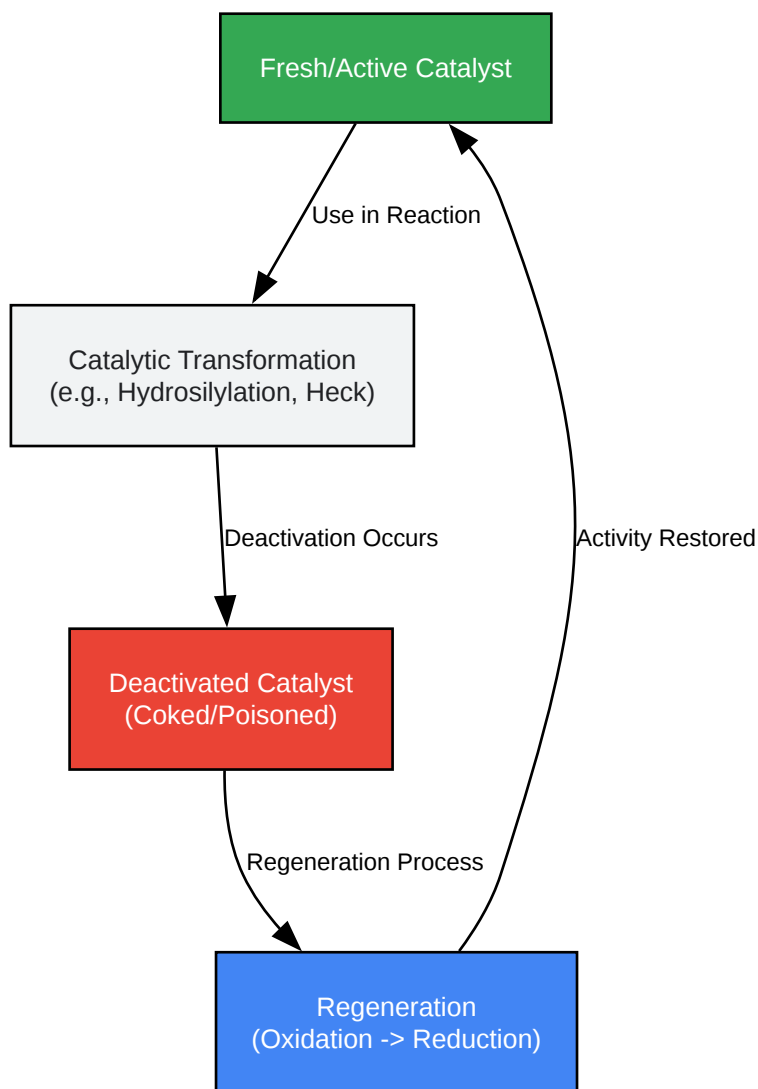 Fresh/Active Catalyst
Use in Reaction
Catalytic Transformation
(e.g., Hydrosilylation, Heck)
Deactivation Occurs
Activity Restored
Deactivated Catalyst
(Coked/Poisoned)
Regeneration Process
Regeneration
(Oxidation -> Reduction)